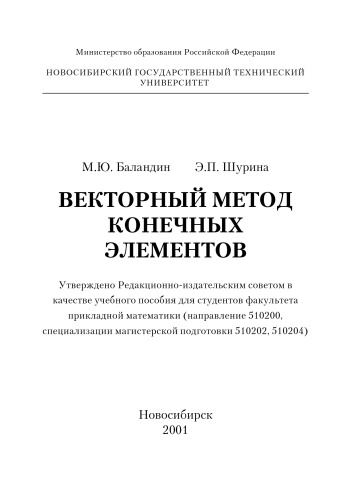 Министерство образования Российской Федерации
НОВОСИБИРСКИЙ ГОСУДАРСТВЕННЫЙ ТЕХНИЧЕСКИЙ
УНИВЕРСИТЕТ
М.Ю. Баландин Э.П. Шурина
ВЕКТОРНЫЙ МЕТОД
КОНЕЧНЫХ
ЭЛЕМЕНТОВ
Утверждено Редакционно-издательским советом в
качестве учебного пособия для студентов факультета
прикладной математики (направление 510200,
специализации магистерской подготовки 510202, 510204)
Новосибирск
2001